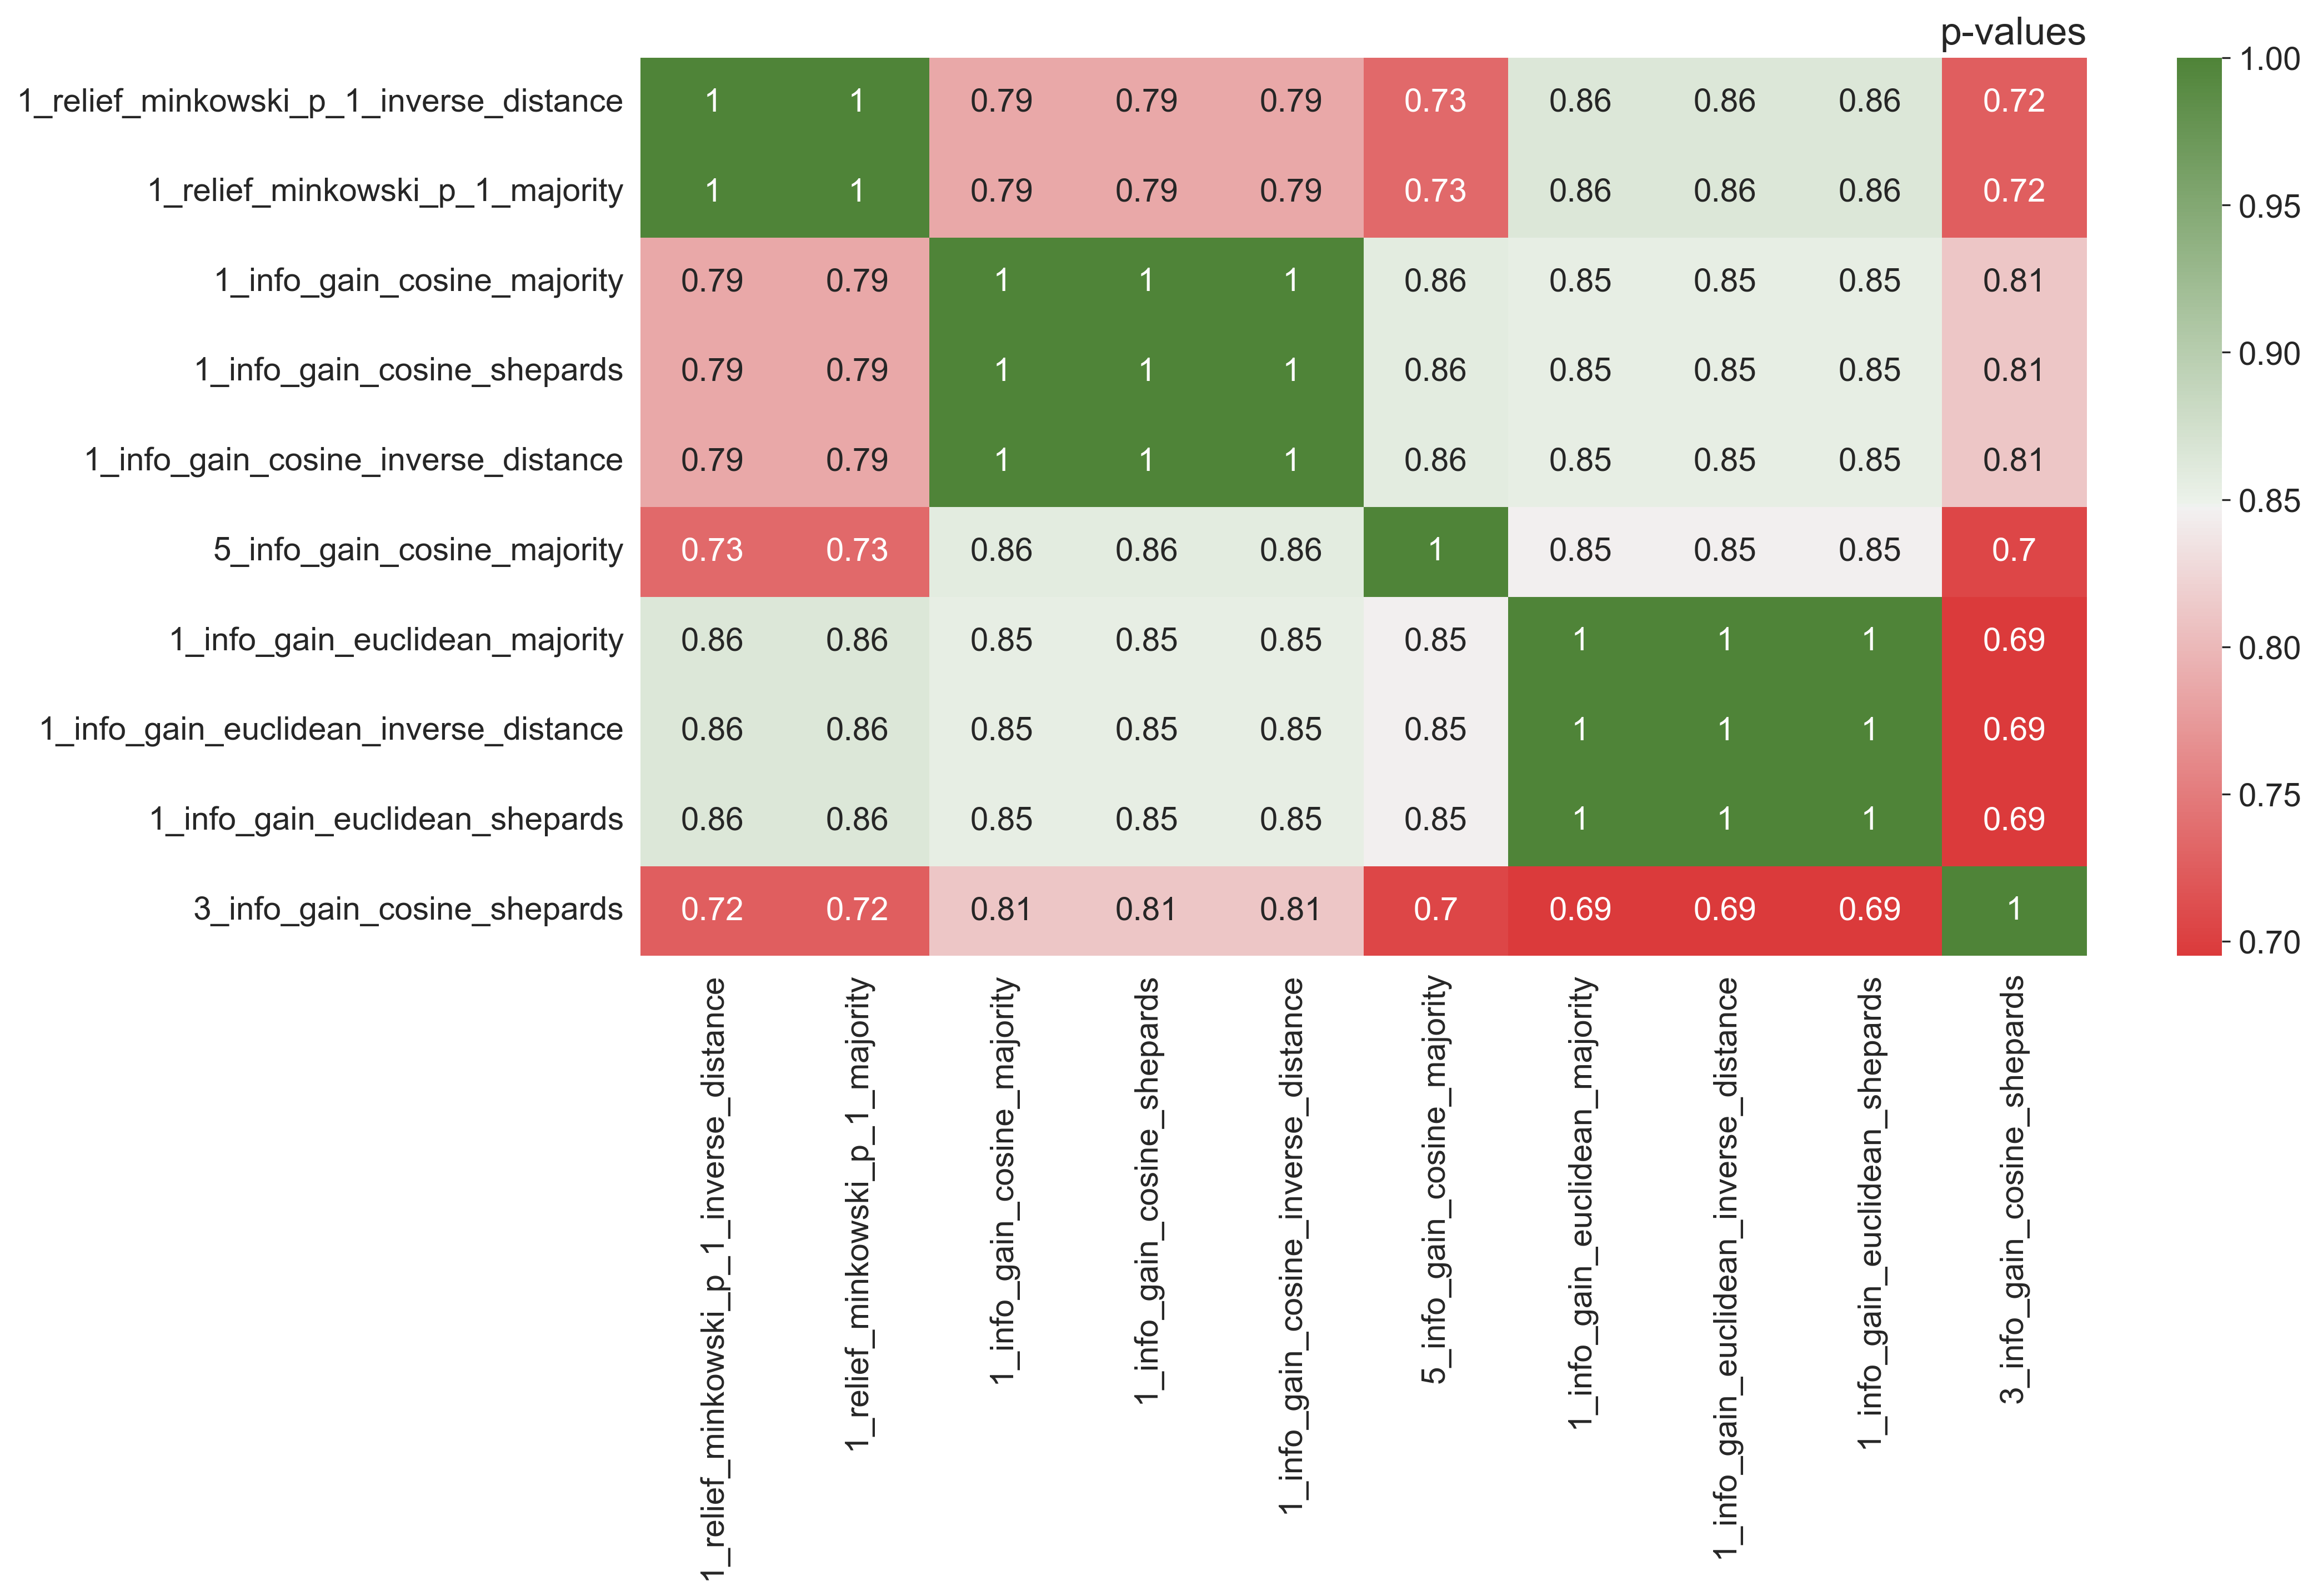 p-values
1_relief_minkowski_p_1_inverse_distance 1 1 0.79 0.79 0.79 0.73 0.86 0.86 0.86 0.72
1_relief_minkowski_p_1_majority 1 1 0.79 0.79 0.79 0.73 0.86 0.86 0.86 0.72
1_info_gain_cosine_majority 0.79 0.79 1 1 1 0.86 0.85 0.85 0.85 0.81
1_info_gain_cosine_shepards 0.79 0.79 1 1 1 0.86 0.85 0.85 0.85 0.81
1_info_gain_cosine_inverse_distance 0.79 0.79 1 1 1 0.86 0.85 0.85 0.85 0.81
5_info_gain_cosine_majority 0.73 0.73 0.86 0.86 0.86 1 0.85 0.85 0.85 0.7
1_info_gain_euclidean_majority 0.86 0.86 0.85 0.85 0.85 0.85 1 1 1 0.69
1_info_gain_euclidean_inverse_distance 0.86 0.86 0.85 0.85 0.85 0.85 1 1 1 0.69
1_info_gain_euclidean_shepards 0.86 0.86 0.85 0.85 0.85 0.85 1 1 1 0.69
3_info_gain_cosine_shepards 0.72 0.72 0.81 0.81 0.81 0.7 0.69 0.69 0.69 1
1_relief_minkowski_p_1_inverse_distance
1_relief_minkowski_p_1_majority
1_info_gain_cosine_majority
1_info_gain_cosine_shepards
1_info_gain_cosine_inverse_distance
5_info_gain_cosine_majority
1_info_gain_euclidean_majority
1_info_gain_euclidean_inverse_distance
1_info_gain_euclidean_shepards
3_info_gain_cosine_shepards
1.00
0.95
0.90
0.85
0.80
0.75
0.70